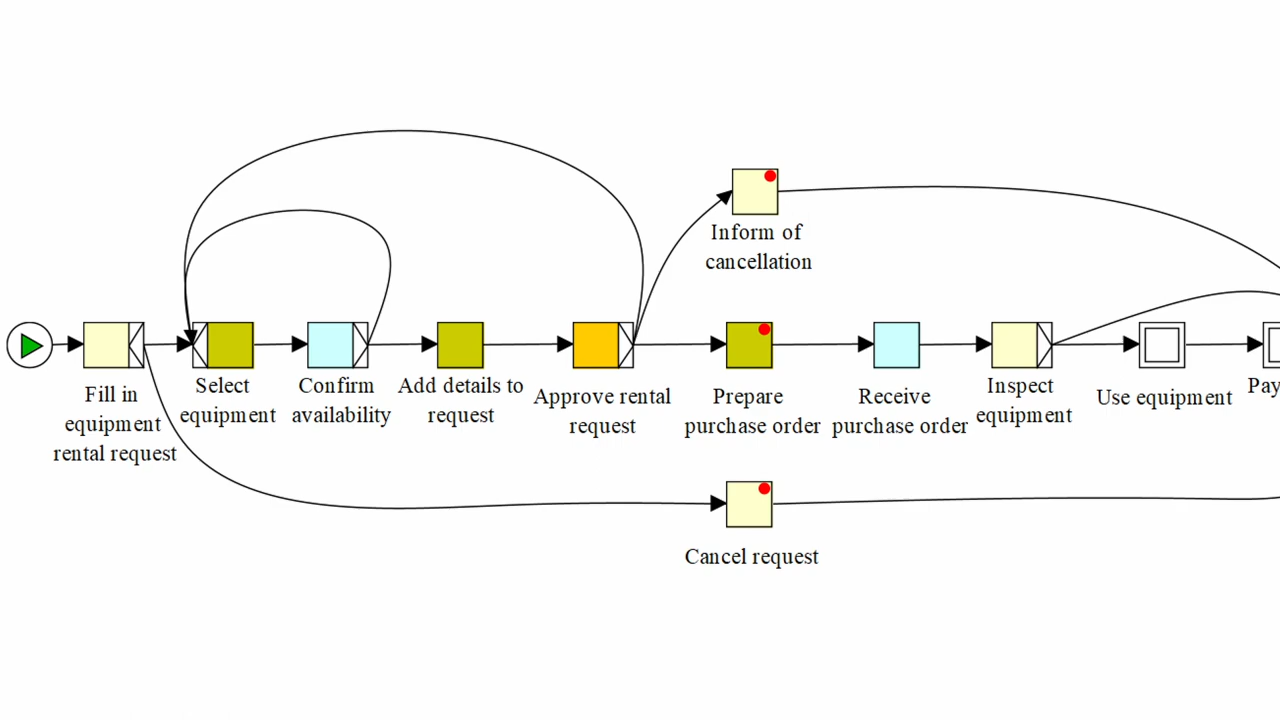 Inform of
cancellation
Fill in
equipment
rental request
Select
equipment
Confirm
availability
Add details to
request
Approve rental
request
Prepare
purchase order
Receive
purchase order
Inspect
equipment
Use equipment
Pay
Cancel request